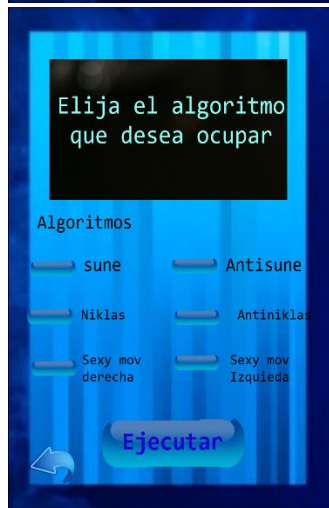 Elija el algoritmo
que desea ocupar
Algoritmos
sune
Antisune
Niklas
Antiniklas
Sexy mov
derecha
Sexy mov
Izquieda
Ejecutar